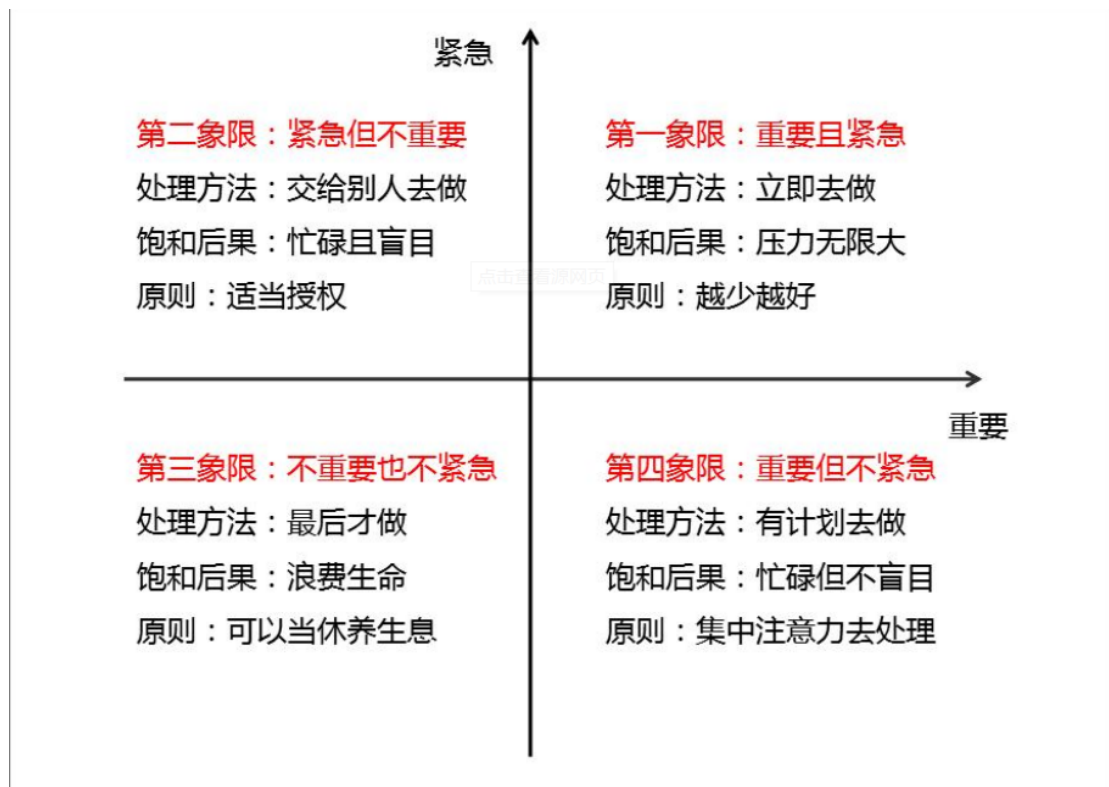 紧急
第二象限：紧急但不重要
处理方法：交给别人去做
饱和后果：忙碌且盲目
原则：适当授权
第一象限：重要且紧急
处理方法：立即去做
饱和后果：压力无限大
原则：越少越好
点击查看源网页
重要
第三象限：不重要也不紧急
处理方法：最后才做
饱和后果：浪费生命
原则：可以当休养生息
第四象限：重要但不紧急
处理方法：有计划去做
饱和后果：忙碌但不盲目
原则：集中注意力去处理